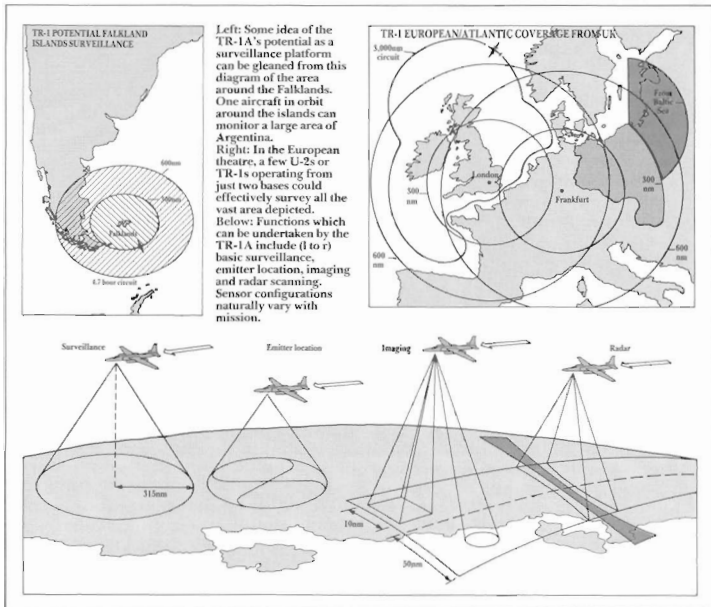 TR-1 POTENTIAL FALKLAND
ISLANDS SURVEILLANCE
600nm
300nm
Falklands
4.7 hour circuit
Left: Some idea of the
TR-1A's potential as a
surveillance platform
can be gleaned from this
diagram of the area
around the Falklands.
One aircraft in orbit
around the islands can
monitor a large area of
Argentina.
Right: In the European
theatre, a few U-2s or
TR-1s operating from
just two bases could
effectively survey all the
vast area depicted.
Below: Functions which
can be undertaken by the
TR-1A include (l to r)
basic surveillance,
emitter location, imaging
and radar scanning.
Sensor configurations
naturally vary with
mission.
TR-1 EUROPEAN/ATLANTIC COVERAGE FROM UK
3,000nm
circuit
From
Baltic
Sea
London
Frankfurt
300
nm
300
nm
600
nm
600
nm
Surveillance
Emitter location
Imaging
Radar
315nm
10nm
50nm